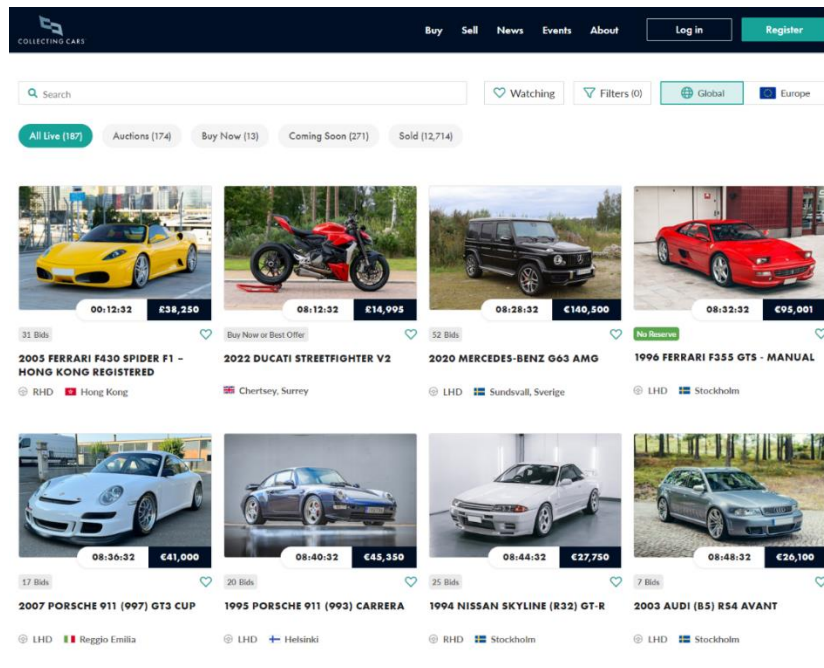 COLLECTING CARS
Buy Sell News Events About Log in Register
Search Watching Filters (0) Global Europe
All Live (187) Auctions (174) Buy Now (13) Coming Soon (271) Sold (12,714)
00:12:32 £38,250
08:12:32 £14,995
08:28:32 €140,500
08:32:32 €95,001
31 Bids
Buy Now or Best Offer
52 Bids
No Reserve
2005 FERRARI F430 SPIDER F1 –
HONG KONG REGISTERED
2022 DUCATI STREETFIGHTER V2
2020 MERCEDES-BENZ G63 AMG
1996 FERRARI F355 GTS - MANUAL
RHD Hong Kong
Chertsey, Surrey
LHD Sundsvall, Sverige
LHD Stockholm
08:36:32 €41,000
08:40:32 €45,350
08:44:32 €27,750
08:48:32 €26,100
17 Bids
20 Bids
25 Bids
7 Bids
2007 PORSCHE 911 (997) GT3 CUP
1995 PORSCHE 911 (993) CARRERA
1994 NISSAN SKYLINE (R32) GT-R
2003 AUDI (B5) RS4 AVANT
LHD Reggio Emilia
LHD Helsinki
RHD Stockholm
LHD Stockholm